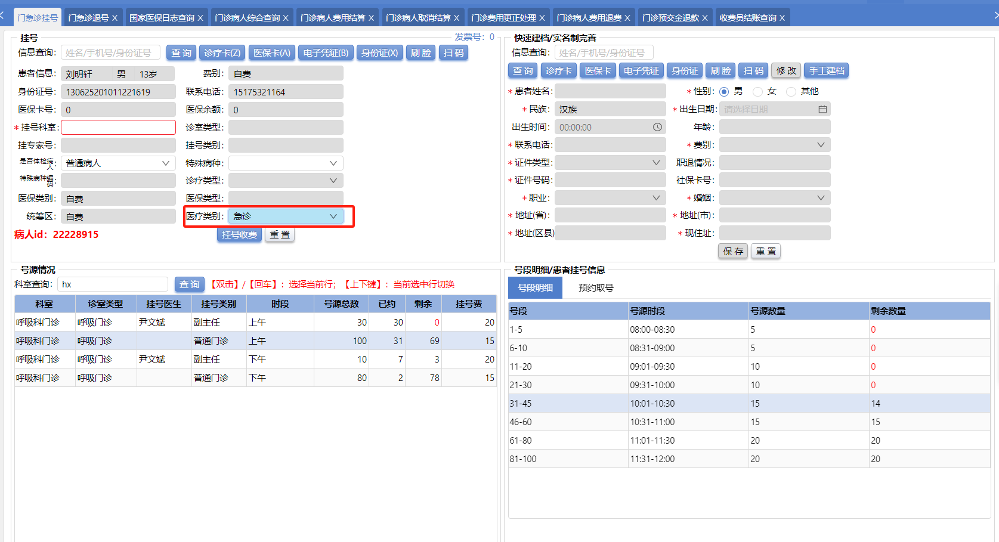 门急诊挂号 门急诊退号 X 国家医保日志查询 X 门诊病人综合查询 X 门诊病人费用结算 X 门诊病人取消结算 X 门诊费用更正处理 X 门诊病人费用退费 X 门诊预交金退款 X 收费员结账查询 X
挂号 发票号：0
信息查询： 姓名/手机号/身份证号 查 询 诊疗卡(Z) 医保卡(A) 电子凭证(B) 身份证(X) 刷 脸 扫 码
患者信息： 刘明轩 男 13岁 费别： 自费
身份证号： 130625201011221619 联系电话： 15175321164
医保卡号： 0 医保余额： 0
* 挂号科室： 诊室类型：
挂专家号： 挂号类别：
是否体检病人： 普通病人 特殊病种：
特殊病种编码： 诊疗类型：
医保类别： 自费 医保类型：
统筹区： 自费 医疗类别： 急诊
病人id：22228915 挂号收费 重 置
快速建档/实名制完善
信息查询： 姓名/手机号/身份证号
查 询 诊疗卡 医保卡 电子凭证 身份证 刷 脸 扫 码 修 改 手工建档
* 患者姓名： * 性别： 男 女 其他
* 民族： 汉族 * 出生日期： 请选择日期
出生时间： 00:00:00 年龄：
* 联系电话： * 费别：
* 证件类型： 职退情况：
* 证件号码： 社保卡号：
* 职业： * 婚姻：
* 地址(省)： * 地址(市)：
* 地址(区县) * 现住址：
保 存 重 置
号源情况
科室查询： hx 查 询 【双击】/【回车】：选择当前行；【上下键】：当前选中行切换
科室 诊室类型 挂号医生 挂号类别 时段 号源总数 已约 剩余 挂号费
呼吸科门诊 呼吸门诊 尹文斌 副主任 上午 30 30 0 20
呼吸科门诊 呼吸门诊 普通门诊 上午 100 31 69 15
呼吸科门诊 呼吸门诊 尹文斌 副主任 下午 10 7 3 20
呼吸科门诊 呼吸门诊 普通门诊 下午 80 2 78 15
号段明细/患者挂号信息
号段明细 预约取号
号段 号源时段 号源数量 剩余数量
1-5 08:00-08:30 5 0
6-10 08:31-09:00 5 0
11-20 09:01-09:30 10 0
21-30 09:31-10:00 10 0
31-45 10:01-10:30 15 14
46-60 10:31-11:00 15 15
61-80 11:01-11:30 20 20
81-100 11:31-12:00 20 20